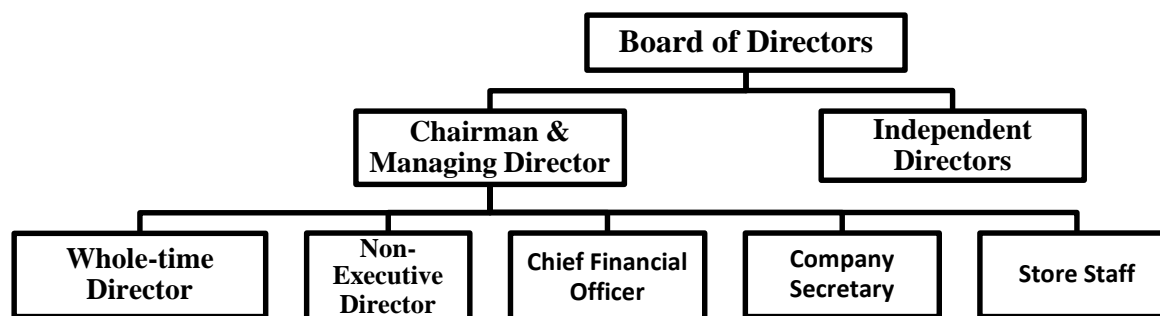 Board of Directors
Chairman &
Managing Director
Independent
Directors
Whole-time
Director
Non-
Executive
Director
Chief Financial
Officer
Company
Secretary
Store Staff